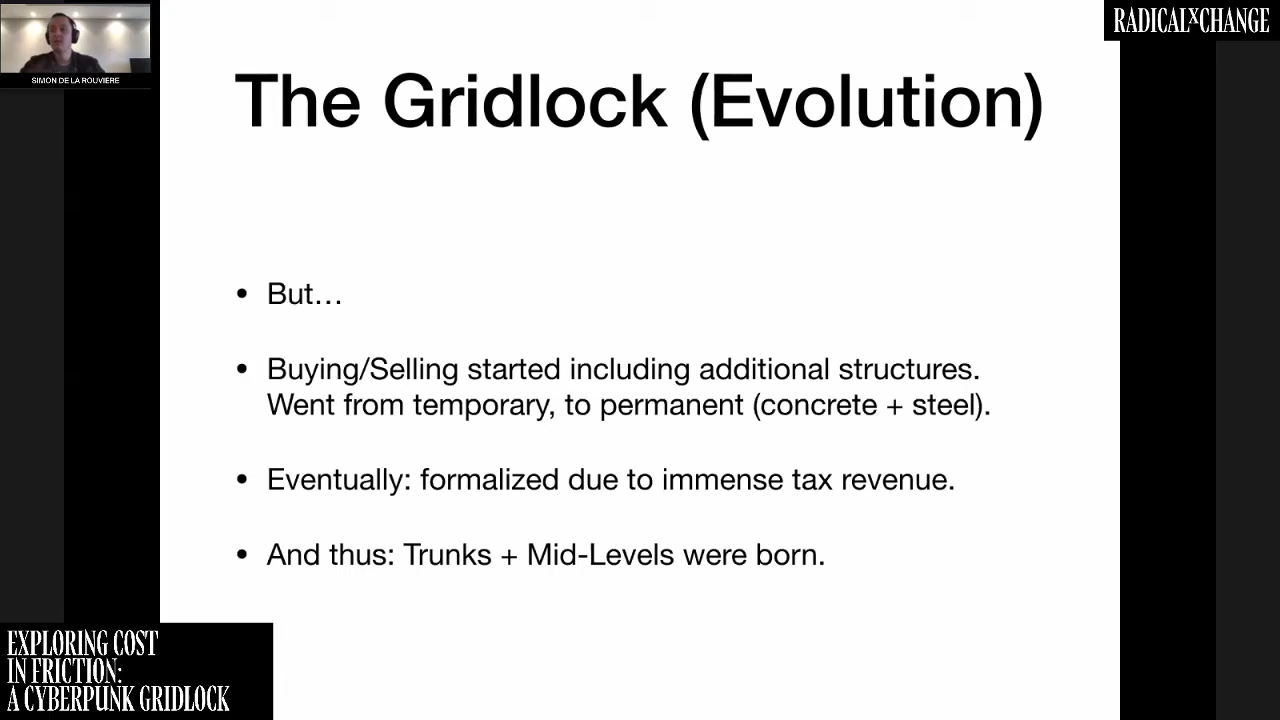 SIMON DE LA ROUVIERE
RADICALXCHANGE
The Gridlock (Evolution)
• But…
• Buying/Selling started including additional structures.
Went from temporary, to permanent (concrete + steel).
• Eventually: formalized due to immense tax revenue.
• And thus: Trunks + Mid-Levels were born.
EXPLORING COST
IN FRICTION:
A CYBERPUNK GRIDLOCK